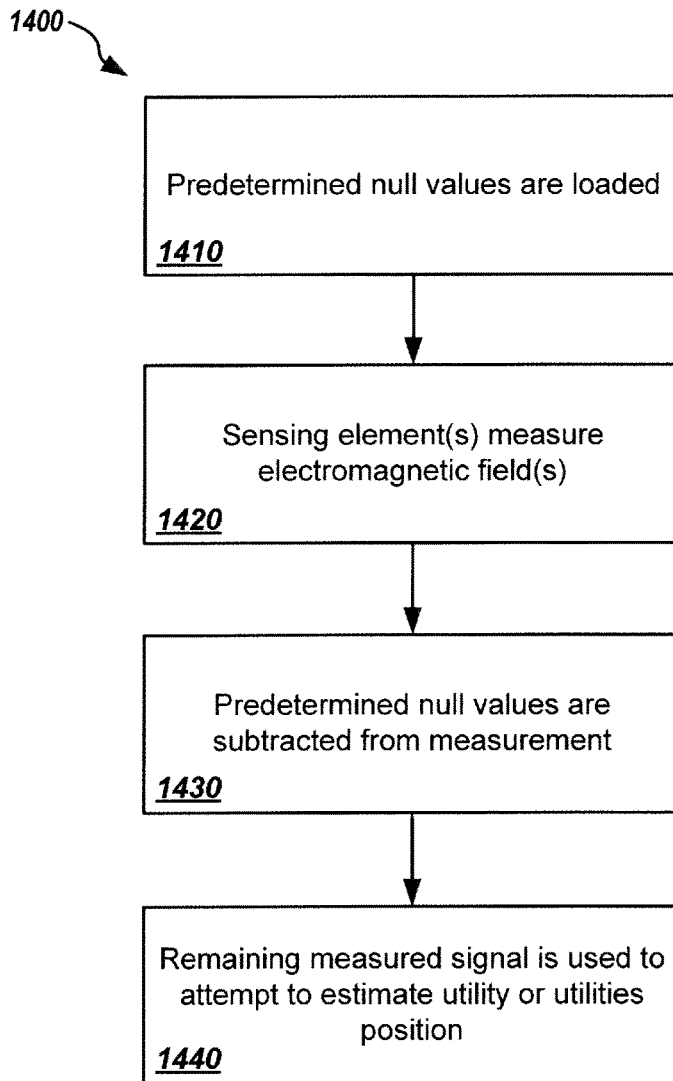 1400
Predetermined null values are loaded
1410
Sensing element(s) measure
electromagnetic field(s)
1420
Predetermined null values are
subtracted from measurement
1430
Remaining measured signal is used to
attempt to estimate utility or utilities
position
1440